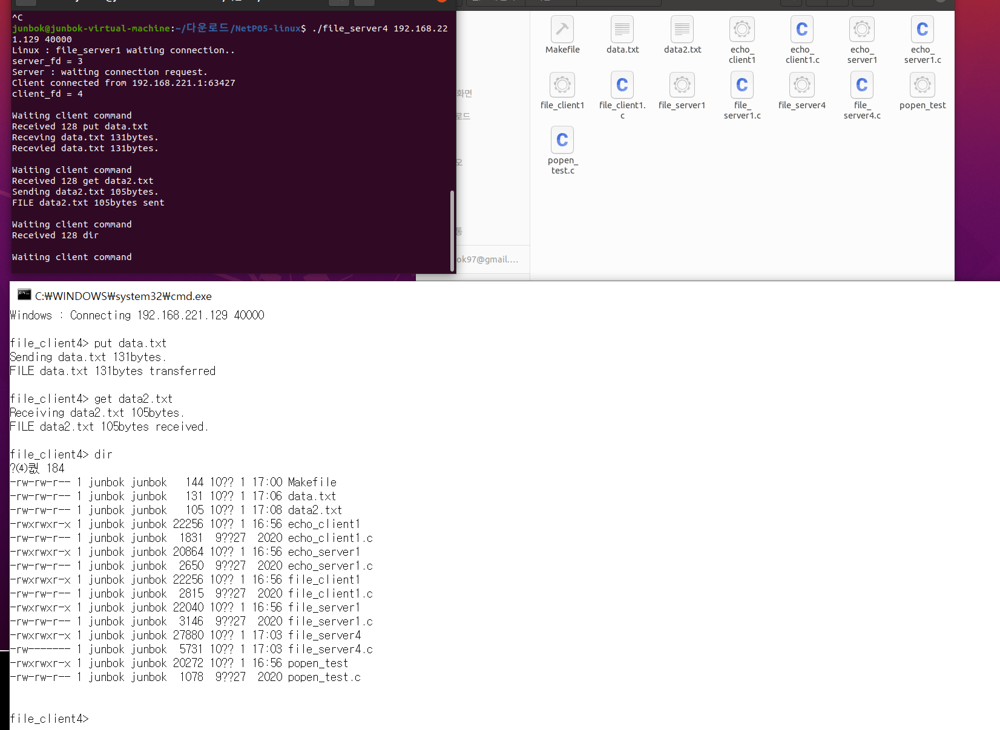 ^C
junbok@junbok-virtual-machine:~/다운로드/NetP05-linux$ ./file_server4 192.168.22
1.129 40000
Linux : file_server1 waiting connection..
server_fd = 3
Server : waiting connection request.
Client connected from 192.168.221.1:63427
client_fd = 4
Waiting client command
Received 128 put data.txt
Receving data.txt 131bytes.
Recevied data.txt 131bytes.
Waiting client command
Received 128 get data2.txt
Sending data2.txt 105bytes.
FILE data2.txt 105bytes sent
Waiting client command
Received 128 dir
Waiting client command
화면
로드
오
통
ok97@gmail....
Makefile
data.txt
data2.txt
echo_
client1
echo_
client1.c
echo_
server1
echo_
server1.c
file_client1
file_client1.
c
file_server1
file_
server1.c
file_server4
file_
server4.c
popen_test
popen_
test.c
C:₩WINDOWS₩system32₩cmd.exe
Windows : Connecting 192.168.221.129 40000
file_client4> put data.txt
Sending data.txt 131bytes.
FILE data.txt 131bytes transferred
file_client4> get data2.txt
Receiving data2.txt 105bytes.
FILE data2.txt 105bytes received.
file_client4> dir
184
-rw-rw-r-- 1 junbok junbok   144 10?? 1 17:00 Makefile
-rw-rw-r-- 1 junbok junbok   131 10?? 1 17:06 data.txt
-rw-rw-r-- 1 junbok junbok   105 10?? 1 17:08 data2.txt
-rwxrwxr-x 1 junbok junbok 22256 10?? 1 16:56 echo_client1
-rw-rw-r-- 1 junbok junbok  1831  9??27  2020 echo_client1.c
-rwxrwxr-x 1 junbok junbok 20864 10?? 1 16:56 echo_server1
-rw-rw-r-- 1 junbok junbok  2650  9??27  2020 echo_server1.c
-rwxrwxr-x 1 junbok junbok 22256 10?? 1 16:56 file_client1
-rw-rw-r-- 1 junbok junbok  2815  9??27  2020 file_client1.c
-rwxrwxr-x 1 junbok junbok 22040 10?? 1 16:56 file_server1
-rw-rw-r-- 1 junbok junbok  3146  9??27  2020 file_server1.c
-rwxrwxr-x 1 junbok junbok 27880 10?? 1 17:03 file_server4
-rw------- 1 junbok junbok  5731 10?? 1 17:03 file_server4.c
-rwxrwxr-x 1 junbok junbok 20272 10?? 1 16:56 popen_test
-rw-rw-r-- 1 junbok junbok  1078  9??27  2020 popen_test.c
file_client4>